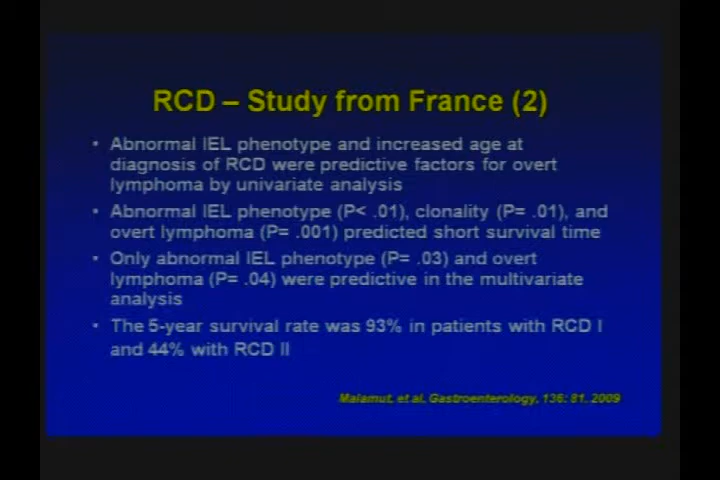 RCD – Study from France (2)
• Abnormal IEL phenotype and increased age at
diagnosis of RCD were predictive factors for overt
lymphoma by univariate analysis
• Abnormal IEL phenotype (P< .01), clonality (P= .01), and
overt lymphoma (P= .001) predicted short survival time
• Only abnormal IEL phenotype (P= .03) and overt
lymphoma (P= .04) were predictive in the multivariate
analysis
• The 5-year survival rate was 93% in patients with RCD I
and 44% with RCD II
Malamut, et al, Gastroenterology, 136: 81, 2009